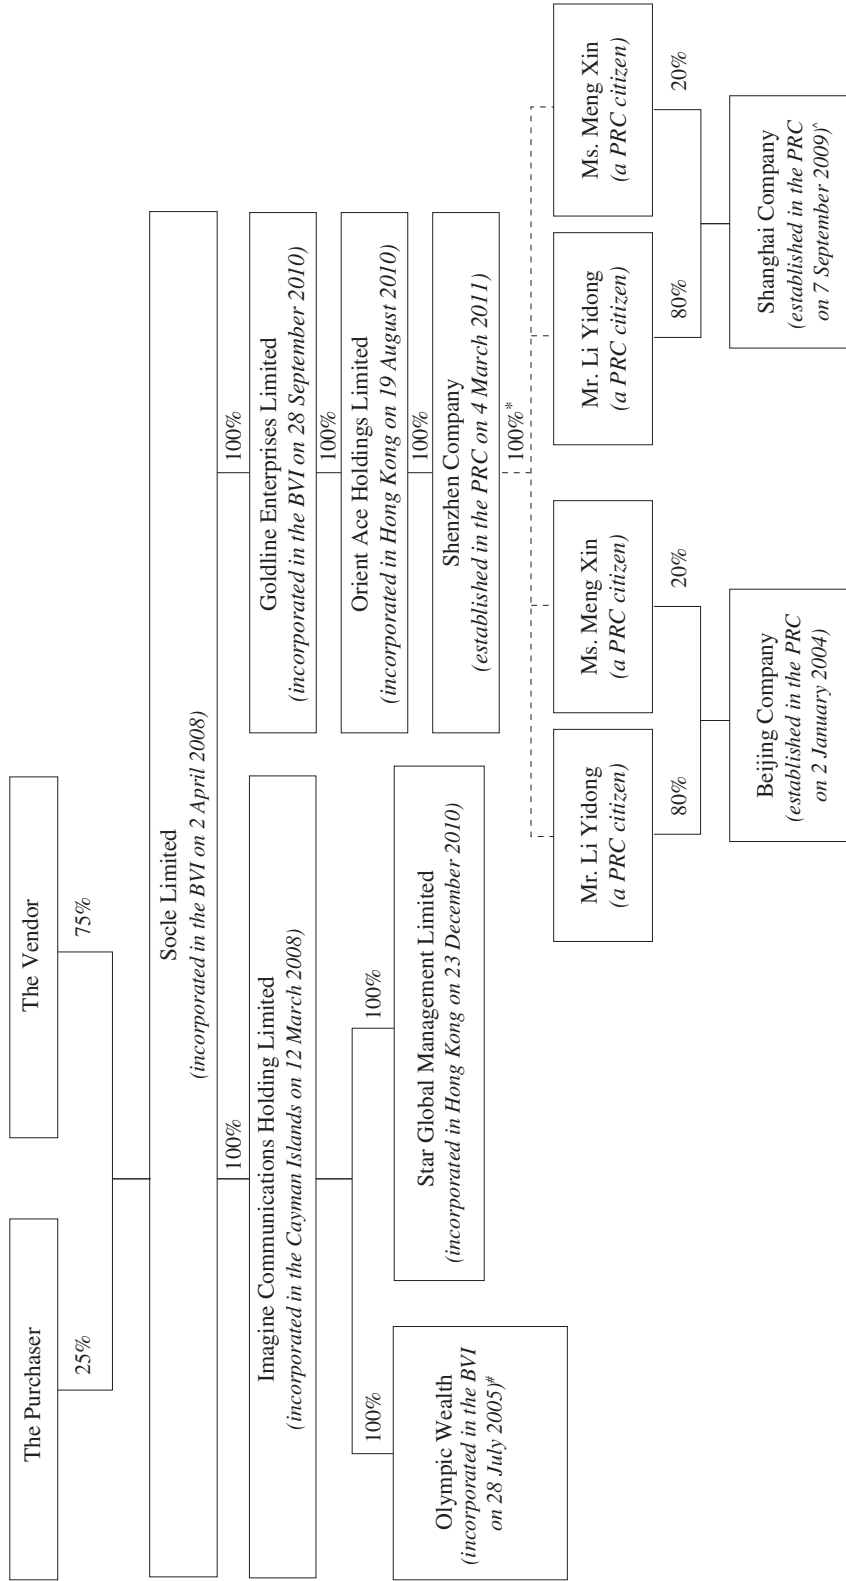 The Purchaser
The Vendor
25%
75%
Socle Limited
(incorporated in the BVI on 2 April 2008)
100%
100%
Imagine Communications Holding Limited
(incorporated in the Cayman Islands on 12 March 2008)
Goldline Enterprises Limited
(incorporated in the BVI on 28 September 2010)
100%
100%
100%
Olympic Wealth
(incorporated in the BVI
on 28 July 2005)#
Star Global Management Limited
(incorporated in Hong Kong on 23 December 2010)
Orient Ace Holdings Limited
(incorporated in Hong Kong on 19 August 2010)
100%
Shenzhen Company
(established in the PRC on 4 March 2011)
100%*
Mr. Li Yidong
(a PRC citizen)
Ms. Meng Xin
(a PRC citizen)
Mr. Li Yidong
(a PRC citizen)
Ms. Meng Xin
(a PRC citizen)
80%
20%
80%
20%
Beijing Company
(established in the PRC
on 2 January 2004)
Shanghai Company
(established in the PRC
on 7 September 2009)^